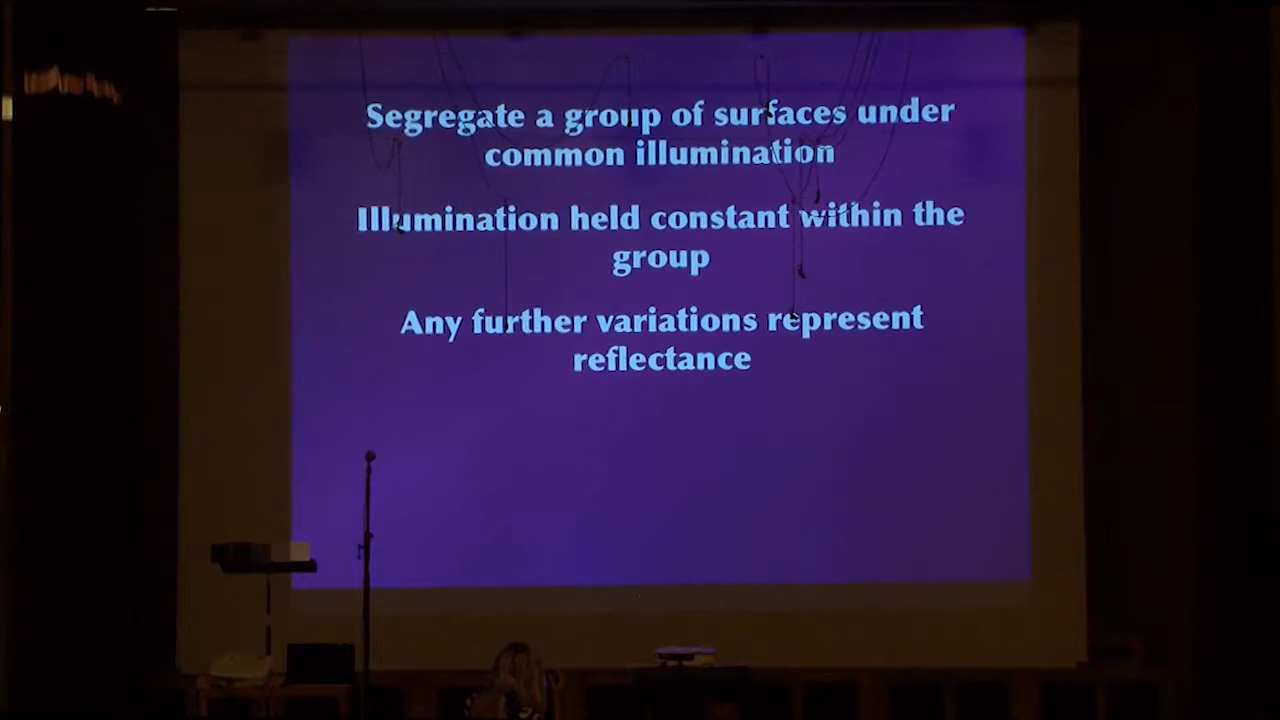 Segregate a group of surfaces under
common illumination
Illumination held constant within the
group
Any further variations represent
reflectance